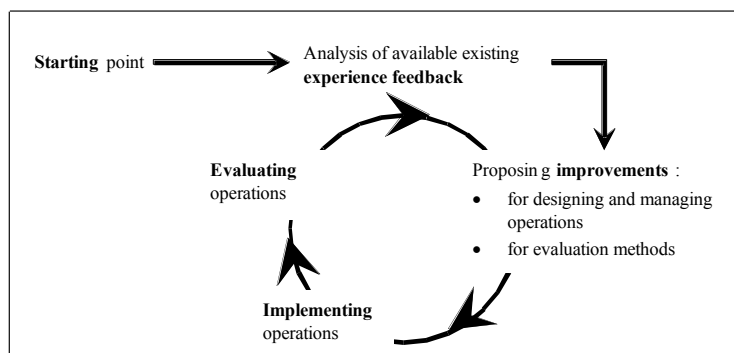 Starting point
Analysis of available existing
experience feedback
Evaluating
operations
Proposin g improvements :
• for designing and managing
operations
• for evaluation methods
Implementing
operations